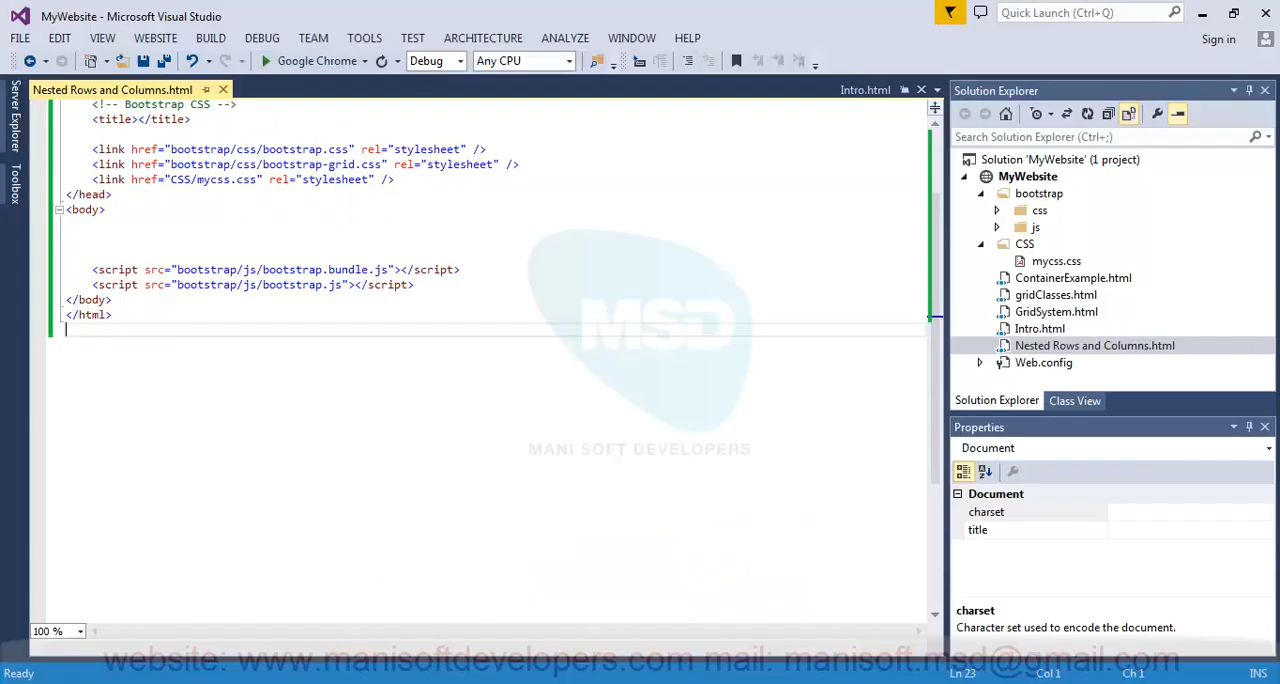 MyWebsite - Microsoft Visual Studio
Quick Launch (Ctrl+Q)
FILE EDIT VIEW WEBSITE BUILD DEBUG TEAM TOOLS TEST ARCHITECTURE ANALYZE WINDOW HELP
Sign in
Google Chrome Debug Any CPU
Server Explorer
Toolbox
Nested Rows and Columns.html
Intro.html
<!-- Bootstrap CSS -->
<title></title>
<link href="bootstrap/css/bootstrap.css" rel="stylesheet" />
<link href="bootstrap/css/bootstrap-grid.css" rel="stylesheet" />
<link href="CSS/mycss.css" rel="stylesheet" />
</head>
<body>
<script src="bootstrap/js/bootstrap.bundle.js"></script>
<script src="bootstrap/js/bootstrap.js"></script>
</body>
</html>
MSD
MANI SOFT DEVELOPERS
100 %
Solution Explorer
Search Solution Explorer (Ctrl+;)
Solution 'MyWebsite' (1 project)
MyWebsite
bootstrap
css
js
CSS
mycss.css
ContainerExample.html
gridClasses.html
GridSystem.html
Intro.html
Nested Rows and Columns.html
Web.config
Solution Explorer Class View
Properties
Document
Document
charset
title
charset
Character set used to encode the document.
website: www.manisoftdevelopers.com mail: manisoft.msd@gmail.com
Ready Ln 23 Col 1 Ch 1 INS